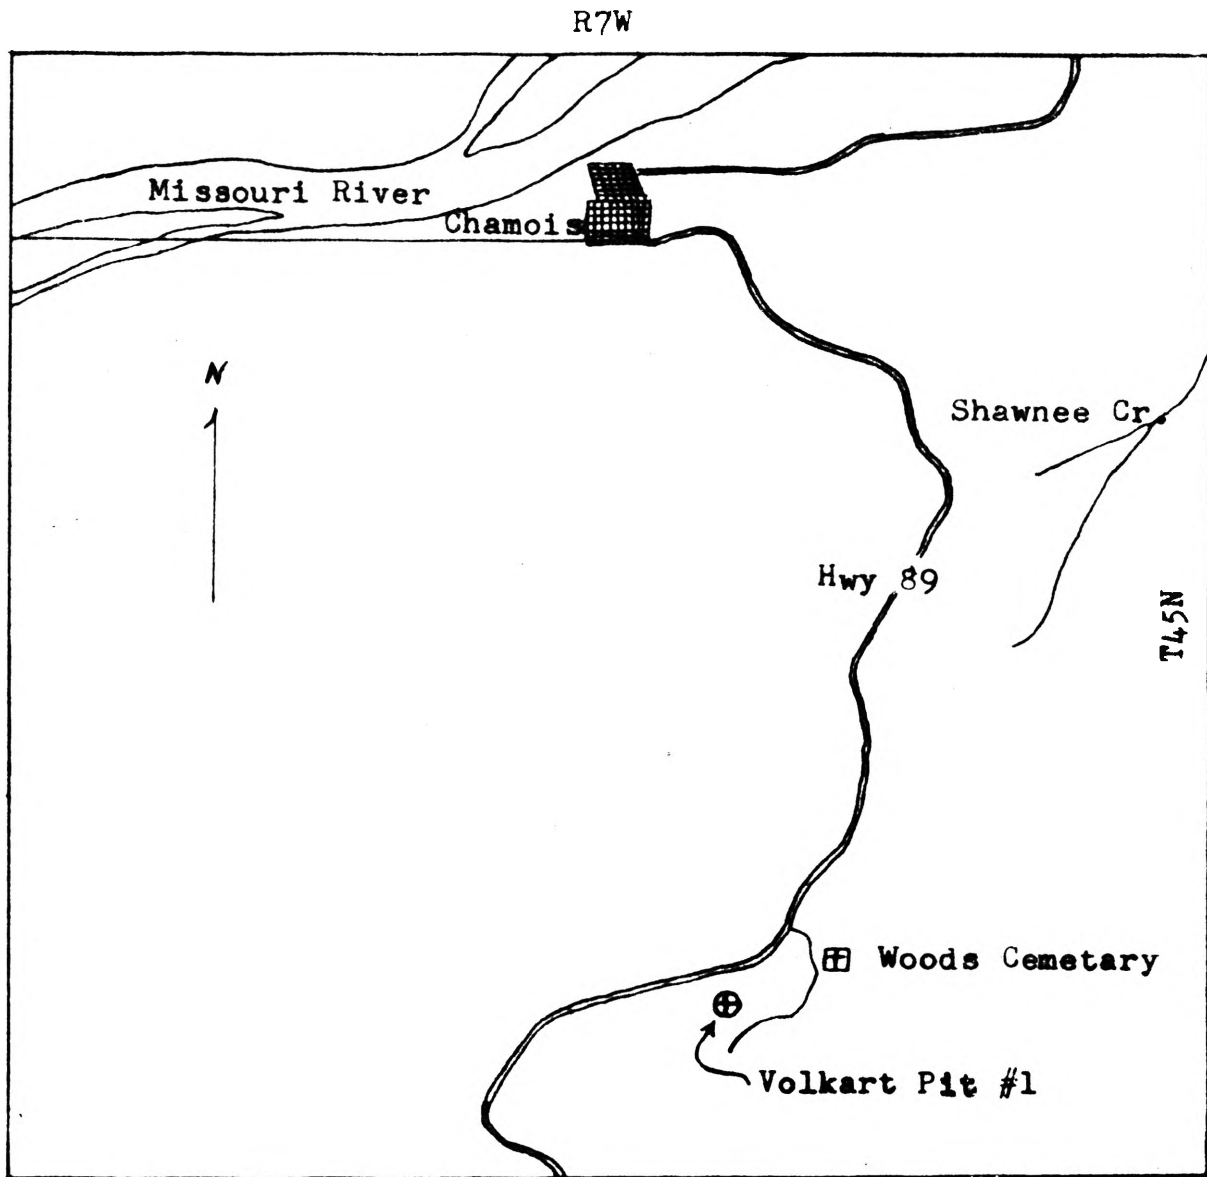 R7W
Missouri River
Chamois
N
Shawnee Cr.
Hwy 89
T45N
Woods Cemetary
Volkart Pit #1